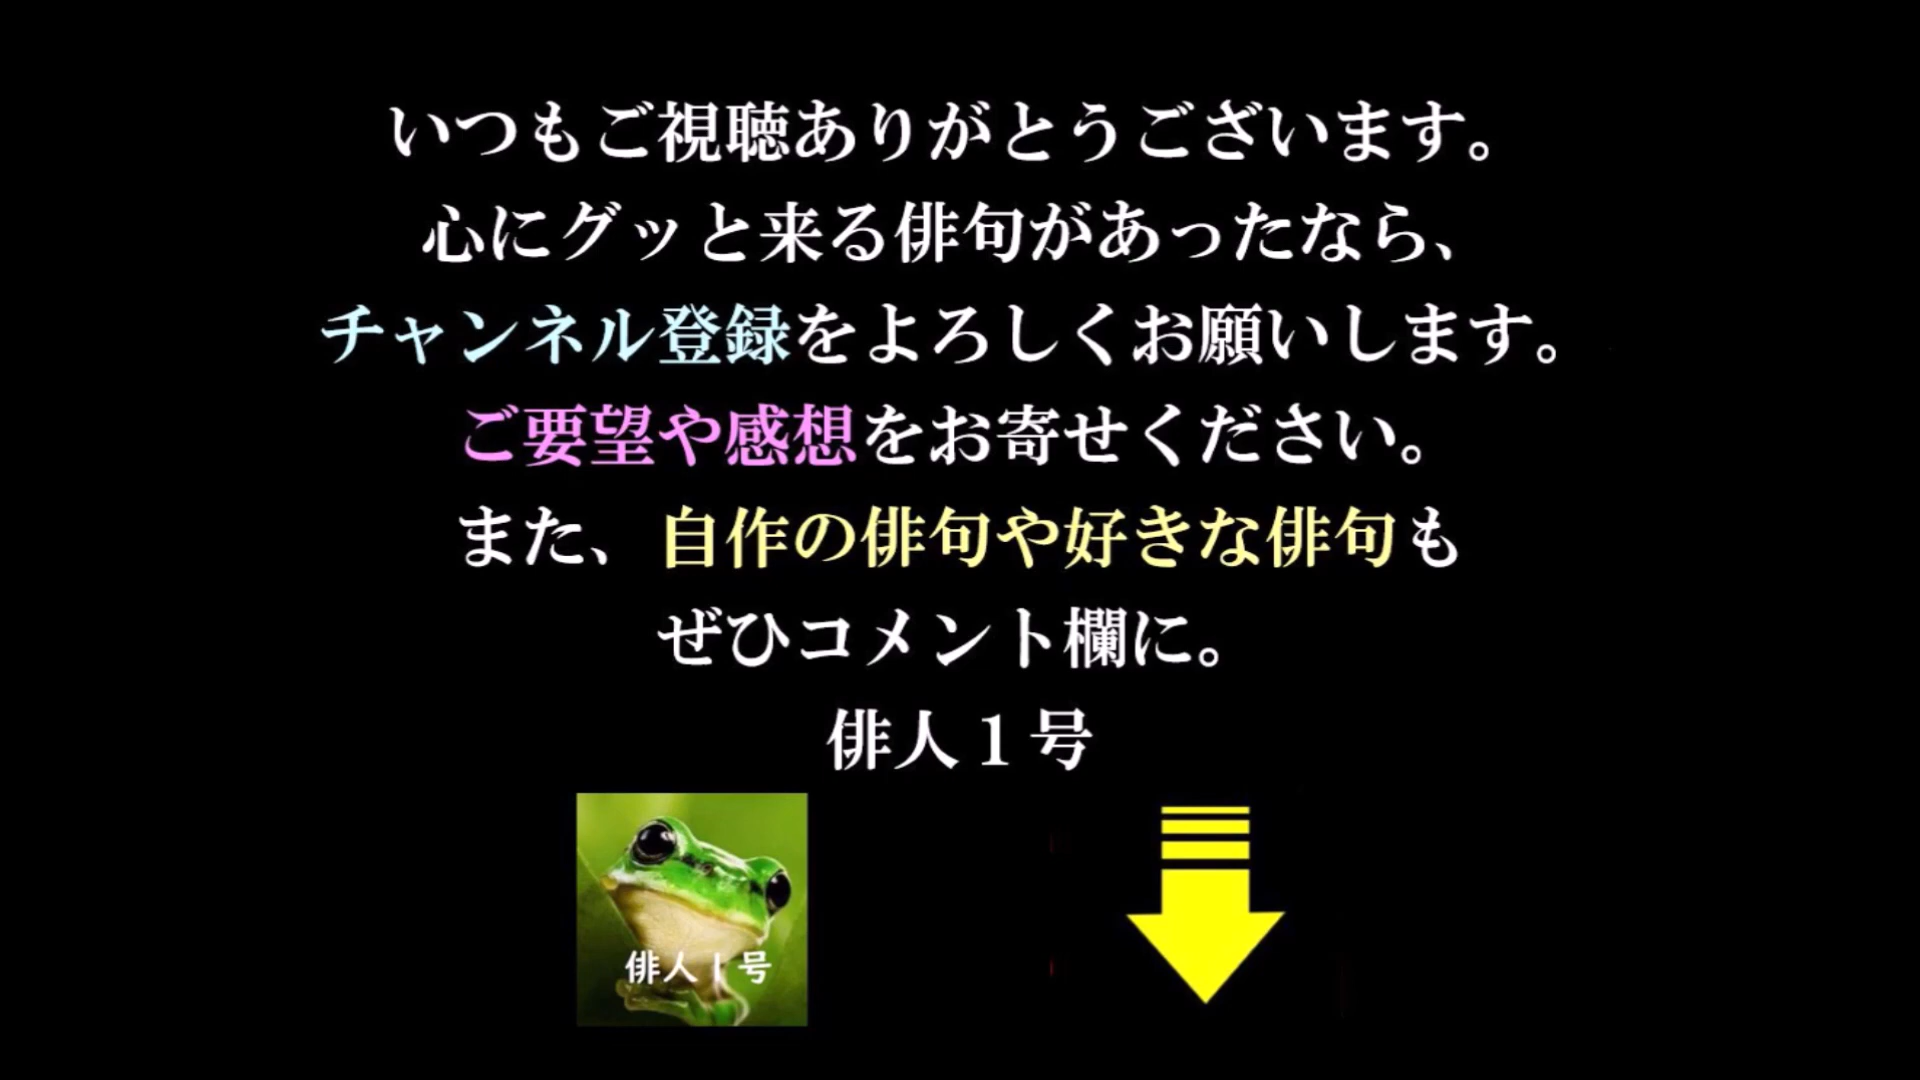 いつもご視聴ありがとうございます。
心にグッと来る俳句があったなら、
チャンネル登録をよろしくお願いします。
ご要望や感想をお寄せください。
また、自作の俳句や好きな俳句も
ぜひコメント欄に。
俳人１号
俳人１号